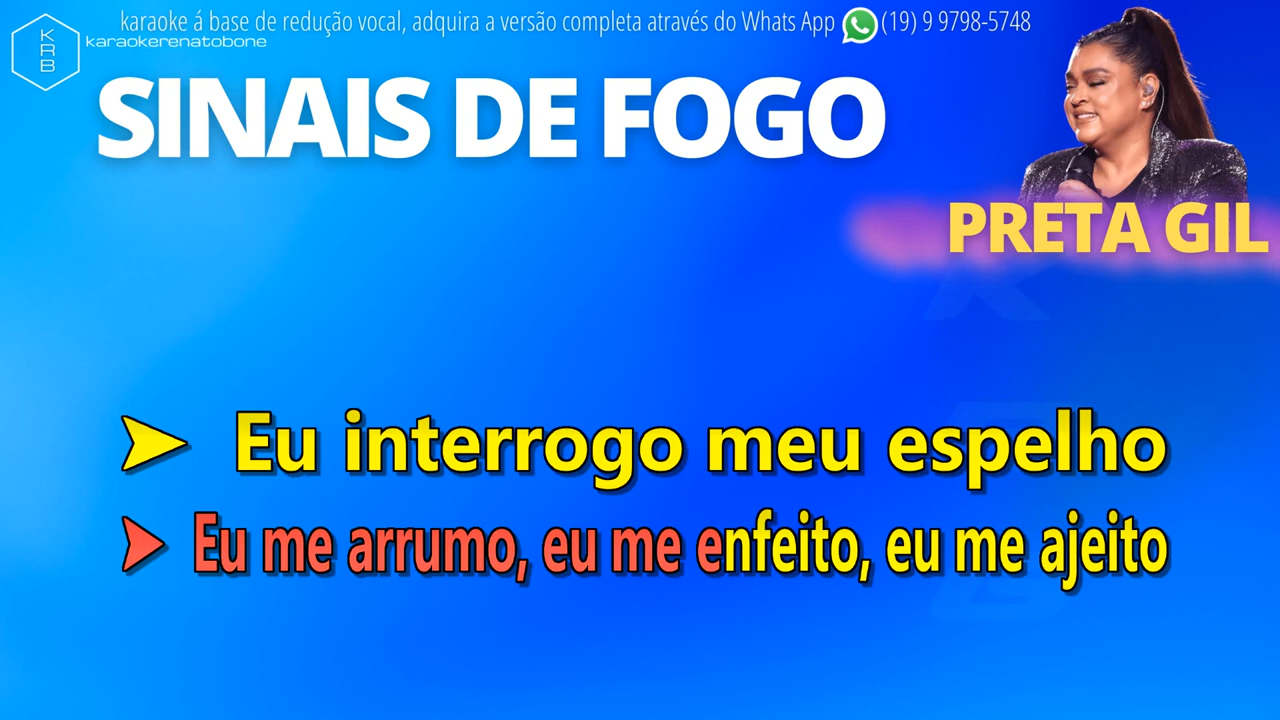 karaoke á base de redução vocal, adquira a versão completa através do Whats App (19) 9 9798-5748
KRB
karaokerenatobone
SINAIS DE FOGO
PRETA GIL
➤ Eu interrogo meu espelho
➤ Eu me arrumo, eu me enfeito, eu me ajeito